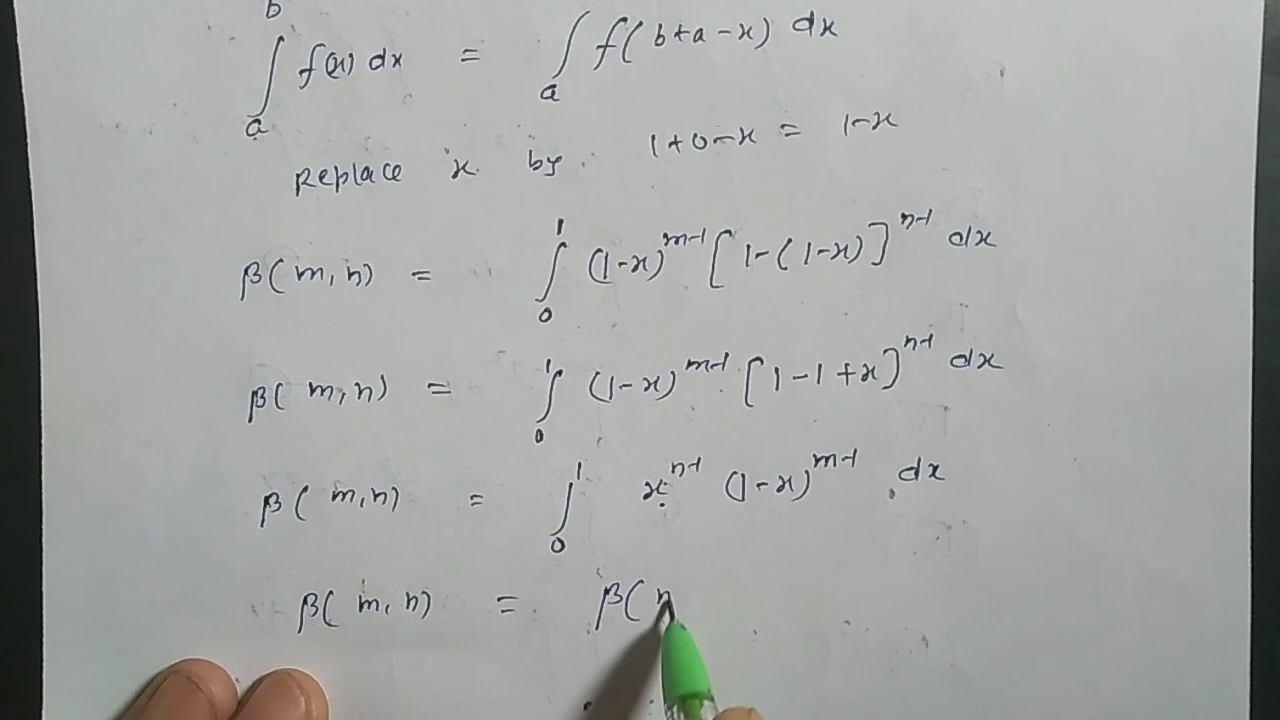 ∫_a^b f(x) dx = ∫_a f(b+a-x) dx
Replace x by 1+0-x = 1-x
β(m,n) = ∫_0^1 (1-x)^{m-1} [1-(1-x)]^{n-1} dx
β(m,n) = ∫_0^1 (1-x)^{m-1} [1-1+x]^{n-1} dx
β(m,n) = ∫_0^1 x^{n-1} (1-x)^{m-1} dx
β(m,n) = β(n